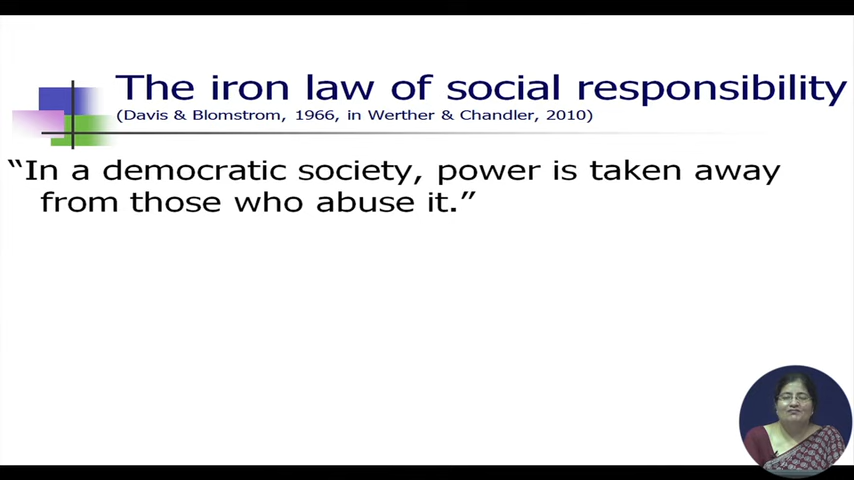 The iron law of social responsibility
(Davis & Blomstrom, 1966, in Werther & Chandler, 2010)
“In a democratic society, power is taken away
from those who abuse it.”